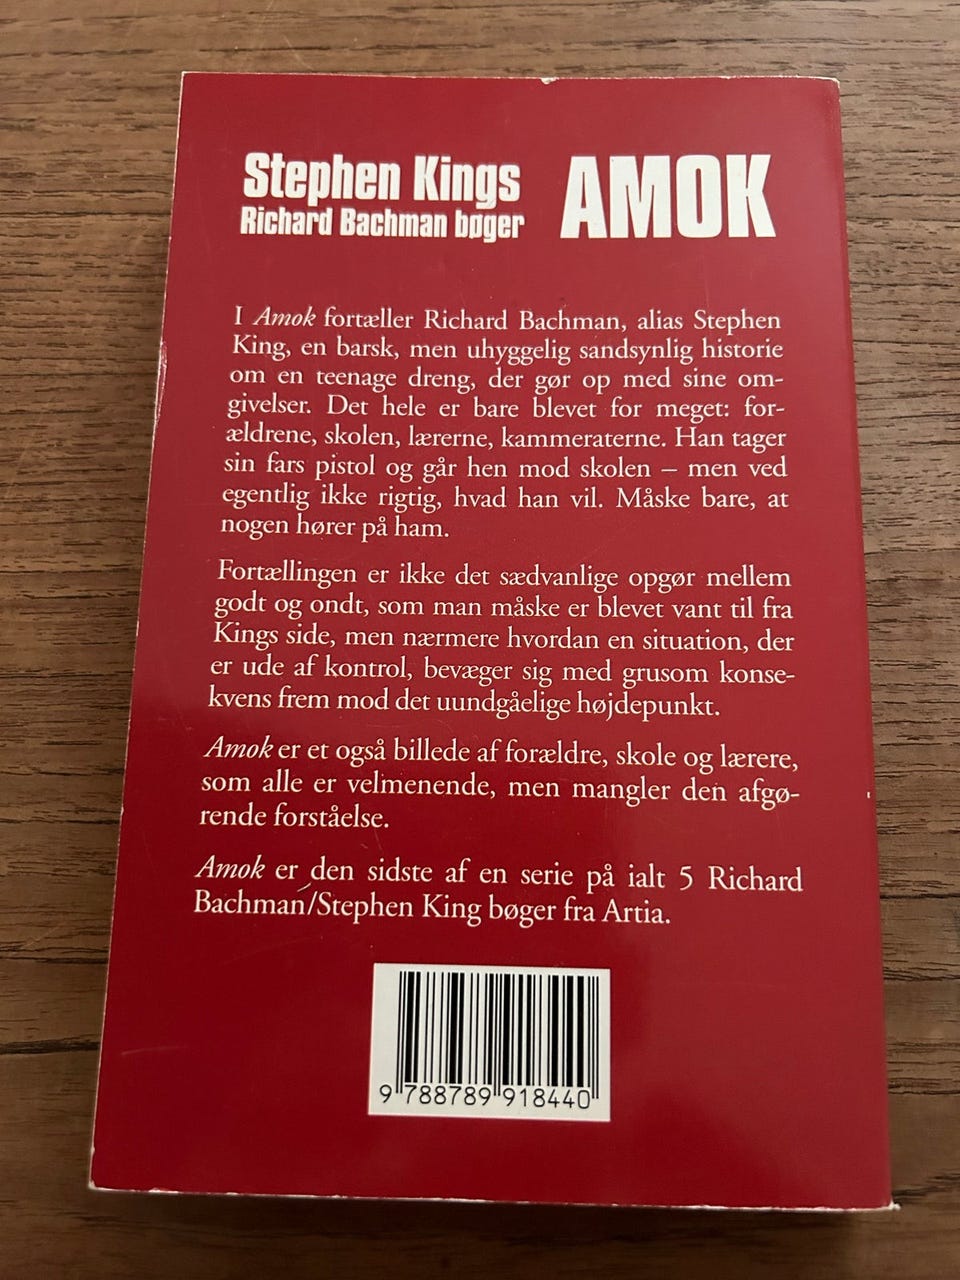 Stephen Kings
Richard Bachman bøger
AMOK
I Amok fortæller Richard Bachman, alias Stephen
King, en barsk, men uhyggelig sandsynlig historie
om en teenage dreng, der gør op med sine om-
givelser. Det hele er bare blevet for meget: for-
ældrene, skolen, lærerne, kammeraterne. Han tager
sin fars pistol og går hen mod skolen – men ved
egentlig ikke rigtig, hvad han vil. Måske bare, at
nogen hører på ham.
Fortællingen er ikke det sædvanlige opgør mellem
godt og ondt, som man måske er blevet vant til fra
Kings side, men nærmere hvordan en situation, der
er ude af kontrol, bevæger sig med grusom konse-
kvens frem mod det uundgåelige højdepunkt.
Amok er et også billede af forældre, skole og lærere,
som alle er velmenende, men mangler den afgø-
rende forståelse.
Amok er den sidste af en serie på ialt 5 Richard
Bachman/Stephen King bøger fra Artia.
9 788789 918440